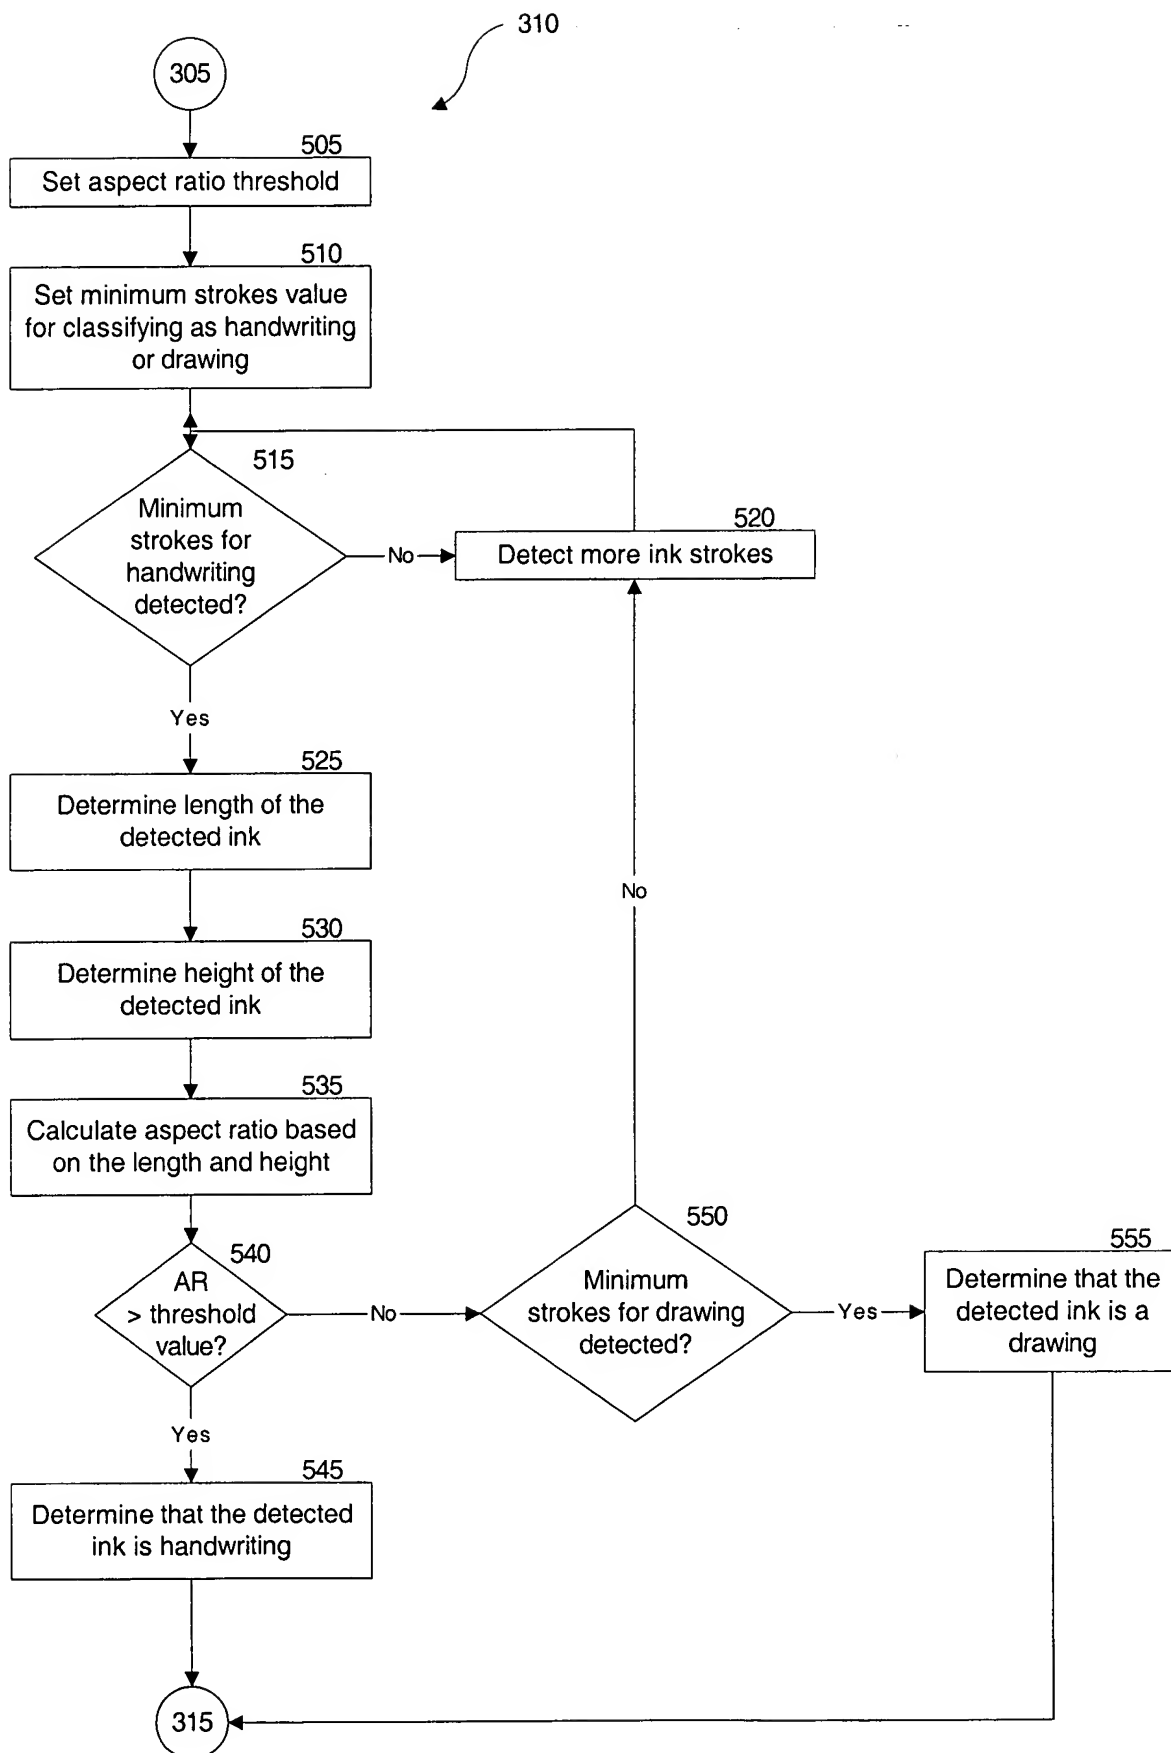 310
305
505
Set aspect ratio threshold
510
Set minimum strokes value
for classifying as handwriting
or drawing
515
Minimum
strokes for
handwriting
detected?
No
520
Detect more ink strokes
Yes
525
Determine length of the
detected ink
No
530
Determine height of the
detected ink
535
Calculate aspect ratio based
on the length and height
540
AR
> threshold
value?
No
550
Minimum
strokes for drawing
detected?
Yes
555
Determine that the
detected ink is a
drawing
Yes
545
Determine that the detected
ink is handwriting
315